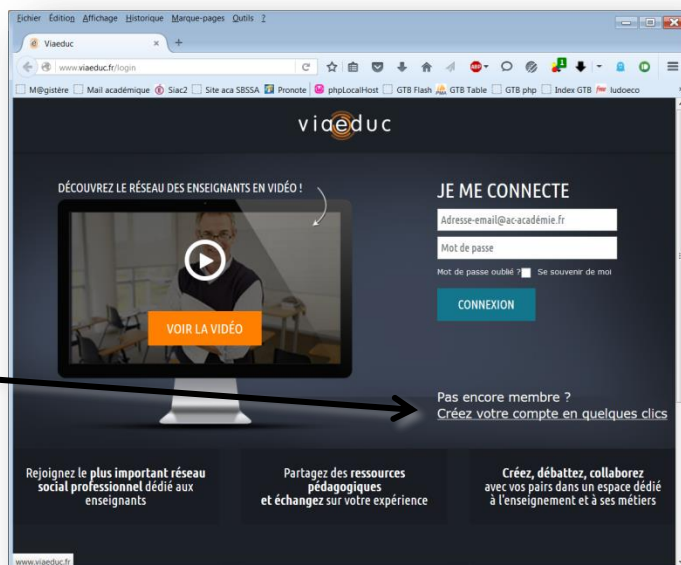 Fichier Édition Affichage Historique Marque-pages Outils ?
Viaeduc
www.viaeduc.fr/login
M@gistère Mail académique Siac2 Site aca SBSSA Pronote phpLocalHost GTB Flash GTB Table GTB php Index GTB ludoeco
viaeduc
DÉCOUVREZ LE RÉSEAU DES ENSEIGNANTS EN VIDÉO !
VOIR LA VIDÉO
JE ME CONNECTE
Adresse-email@ac-académie.fr
Mot de passe
Mot de passe oublié ? Se souvenir de moi
CONNEXION
Pas encore membre ?
Créez votre compte en quelques clics
Rejoignez le plus important réseau
social professionnel dédié aux
enseignants
Partagez des ressources
pédagogiques
et échangez sur votre expérience
Créez, débattez, collaborez
avec vos pairs dans un espace dédié
à l'enseignement et à ses métiers
www.viaeduc.fr